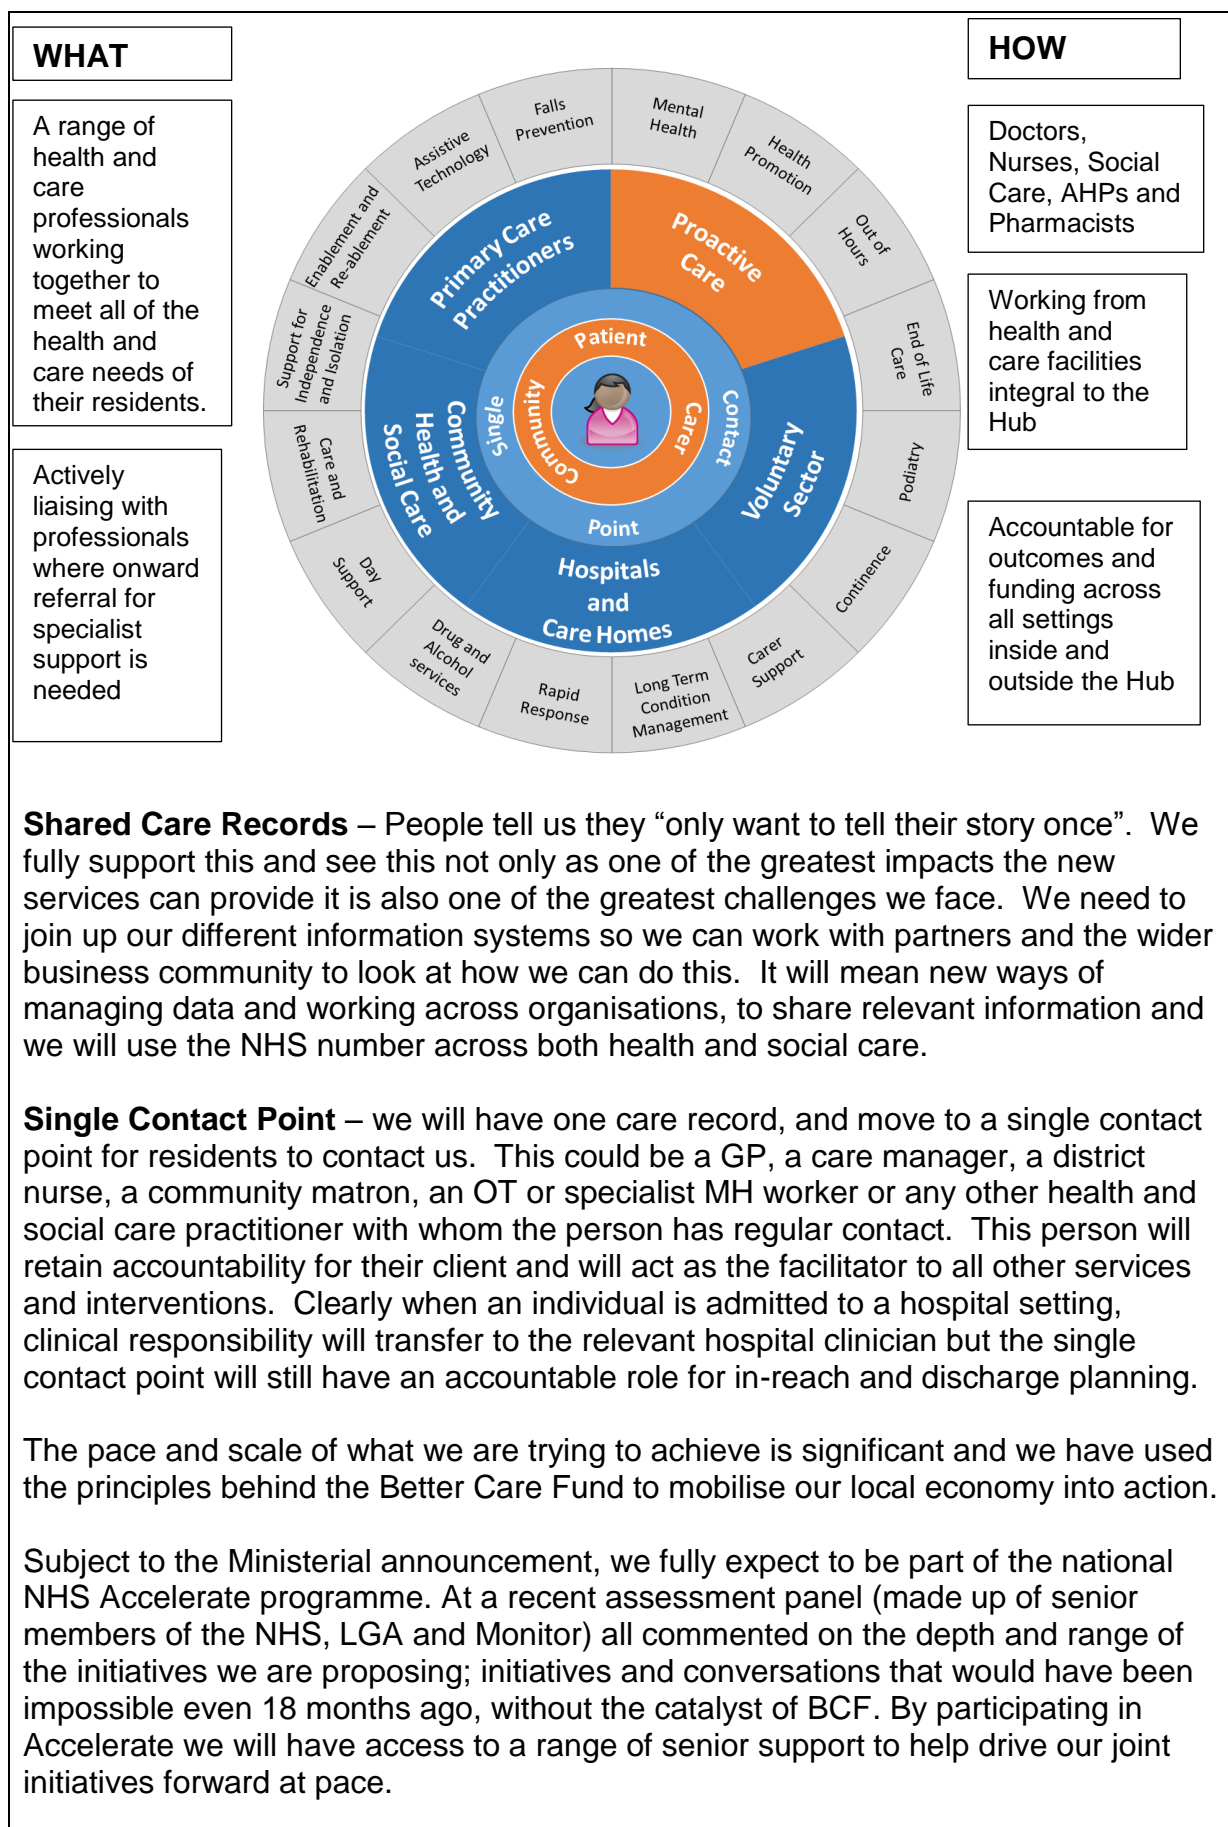 WHAT
A range of
health and
care
professionals
working
together to
meet all of the
health and
care needs of
their residents.
Actively
liaising with
professionals
where onward
referral for
specialist
support is
needed
Falls
Prevention
Mental
Health
Health
Promotion
Out of
Hours
End of Life
Care
Podiatry
Continence
Carer
Support
Long Term
Condition
Management
Rapid
Response
Drug and
Alcohol
services
Day
Support
Care and
Rehabilitation
Support for
Independence
and Isolation
Enablement and
Re-ablement
Assistive
Technology
Primary Care
Practitioners
Proactive
Care
Voluntary
Sector
Hospitals
and
Care Homes
Community
Health and
Social Care
Single
Contact
Point
Patient
Carer
Community
HOW
Doctors,
Nurses, Social
Care, AHPs and
Pharmacists
Working from
health and
care facilities
integral to the
Hub
Accountable for
outcomes and
funding across
all settings
inside and
outside the Hub
Shared Care Records – People tell us they “only want to tell their story once”.  We
fully support this and see this not only as one of the greatest impacts the new
services can provide it is also one of the greatest challenges we face.  We need to
join up our different information systems so we can work with partners and the wider
business community to look at how we can do this.  It will mean new ways of
managing data and working across organisations, to share relevant information and
we will use the NHS number across both health and social care.
Single Contact Point – we will have one care record, and move to a single contact
point for residents to contact us.  This could be a GP, a care manager, a district
nurse, a community matron, an OT or specialist MH worker or any other health and
social care practitioner with whom the person has regular contact.  This person will
retain accountability for their client and will act as the facilitator to all other services
and interventions.  Clearly when an individual is admitted to a hospital setting,
clinical responsibility will transfer to the relevant hospital clinician but the single
contact point will still have an accountable role for in-reach and discharge planning.
The pace and scale of what we are trying to achieve is significant and we have used
the principles behind the Better Care Fund to mobilise our local economy into action.
Subject to the Ministerial announcement, we fully expect to be part of the national
NHS Accelerate programme. At a recent assessment panel (made up of senior
members of the NHS, LGA and Monitor) all commented on the depth and range of
the initiatives we are proposing; initiatives and conversations that would have been
impossible even 18 months ago, without the catalyst of BCF. By participating in
Accelerate we will have access to a range of senior support to help drive our joint
initiatives forward at pace.